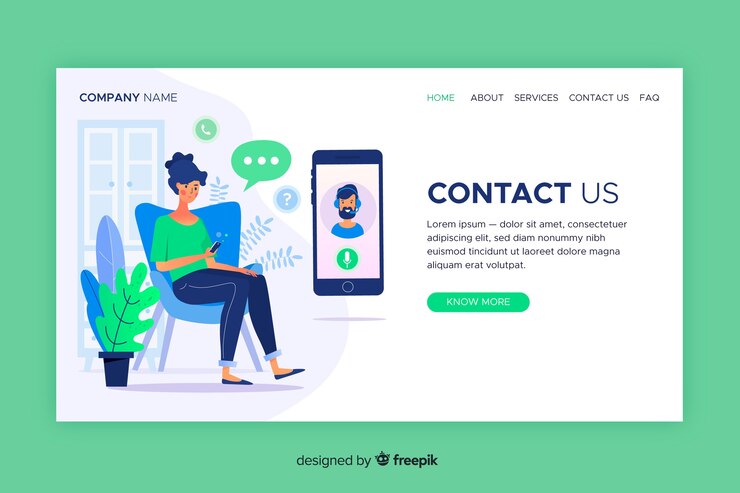 COMPANY NAME
HOME ABOUT SERVICES CONTACT US FAQ
?
CONTACT US
Lorem ipsum — dolor sit dolor amet, consectetuer
adipiscing elit, sed diam nonummy nibh
euismod tincidunt ut laoreet dolore magna
aliquam erat volutpat.
KNOW MORE
designed by freepik